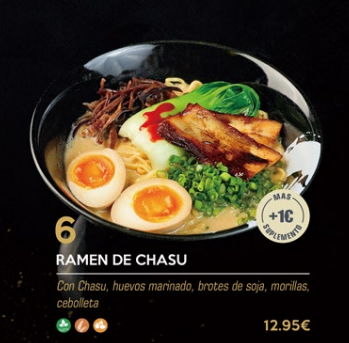 MAS
+1€
SUPLEMENTO
6
RAMEN DE CHASU
Con Chasu, huevos marinado, brotes de soja, morillas,
cebolleta
12.95€